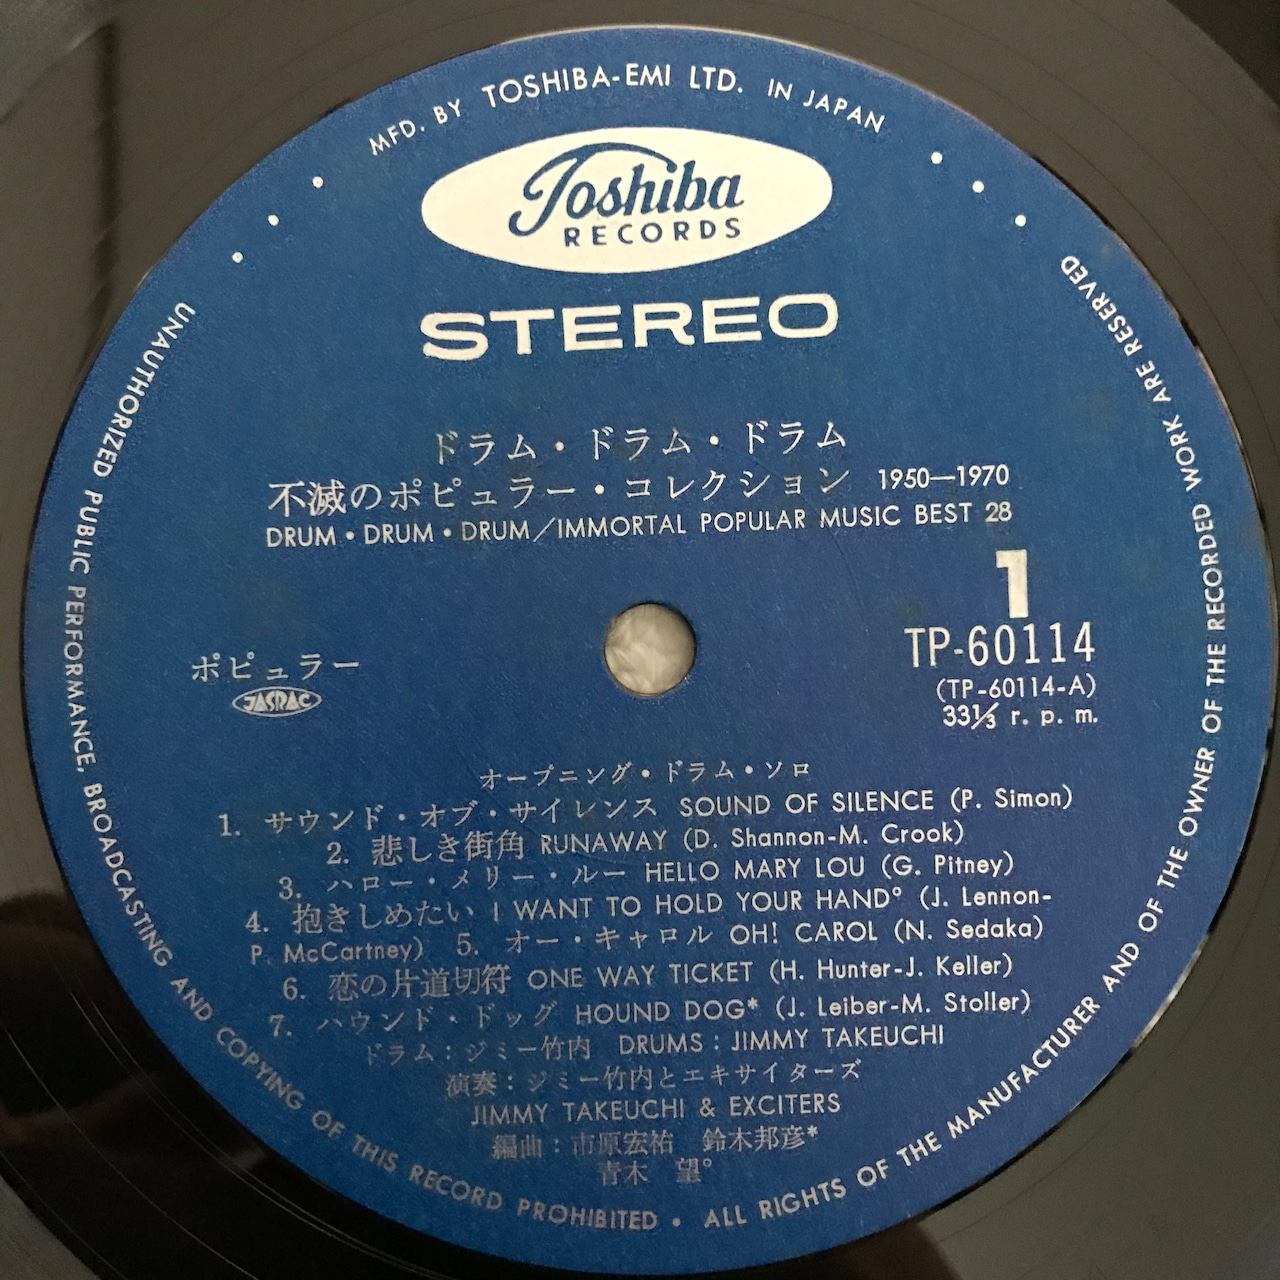 MFD. BY TOSHIBA-EMI LTD. IN JAPAN
Toshiba
RECORDS
STEREO
ドラム・ドラム・ドラム
不滅のポピュラー・コレクション 1950—1970
DRUM・DRUM・DRUM/IMMORTAL POPULAR MUSIC BEST 28
1
TP-60114
(TP-60114-A)
33⅓ r. p. m.
ポピュラー
JASRAC
オープニング・ドラム・ソロ
1. サウンド・オブ・サイレンス SOUND OF SILENCE (P. Simon)
2. 悲しき街角 RUNAWAY (D. Shannon-M. Crook)
3. ハロー・メリー・ルー HELLO MARY LOU (G. Pitney)
4. 抱きしめたい I WANT TO HOLD YOUR HAND° (J. Lennon-
P. McCartney) 5. オー・キャロル OH! CAROL (N. Sedaka)
6. 恋の片道切符 ONE WAY TICKET (H. Hunter-J. Keller)
7. ハウンド・ドッグ HOUND DOG* (J. Leiber-M. Stoller)
ドラム：ジミー竹内 DRUMS : JIMMY TAKEUCHI
演奏：ジミー竹内とエキサイターズ
JIMMY TAKEUCHI & EXCITERS
編曲：市原宏祐 鈴木邦彦*
青木 望°
UNAUTHORIZED PUBLIC PERFORMANCE, BROADCASTING AND COPYING OF THIS RECORD PROHIBITED • ALL RIGHTS OF THE MANUFACTURER AND OF THE OWNER OF THE RECORDED WORK ARE RESERVED